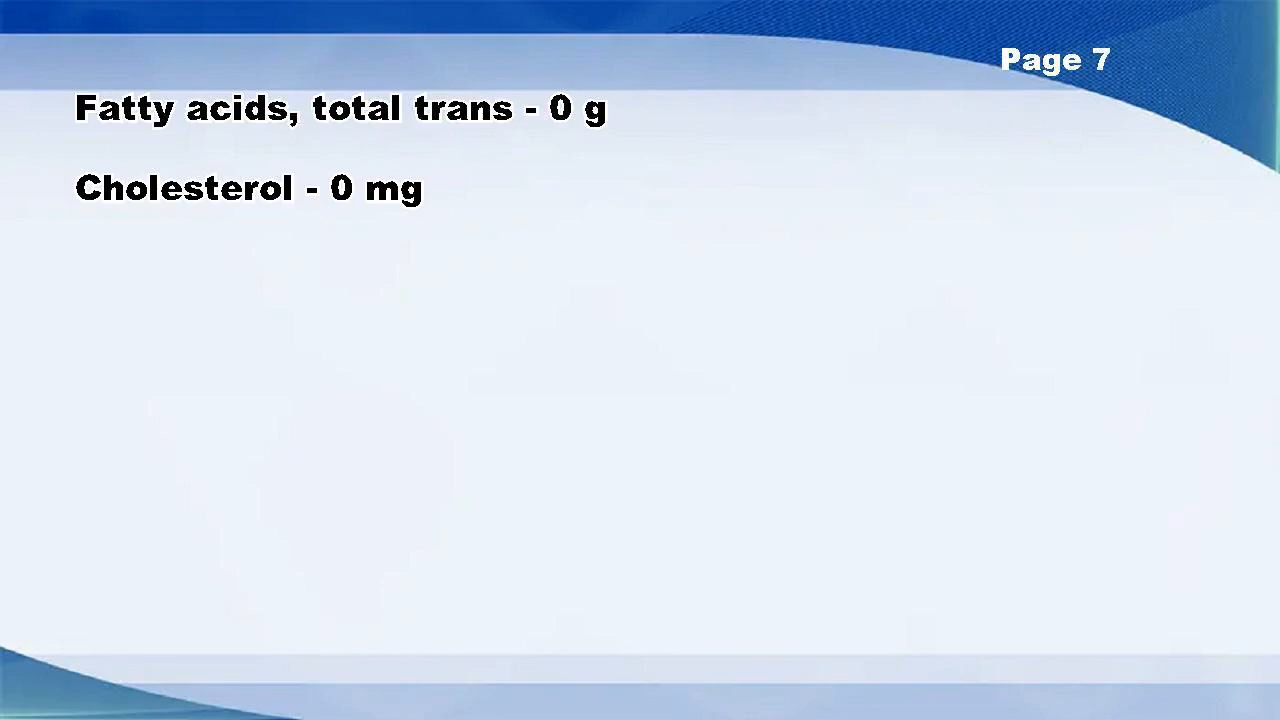 Page 7
Fatty acids, total trans - 0 g
Cholesterol - 0 mg